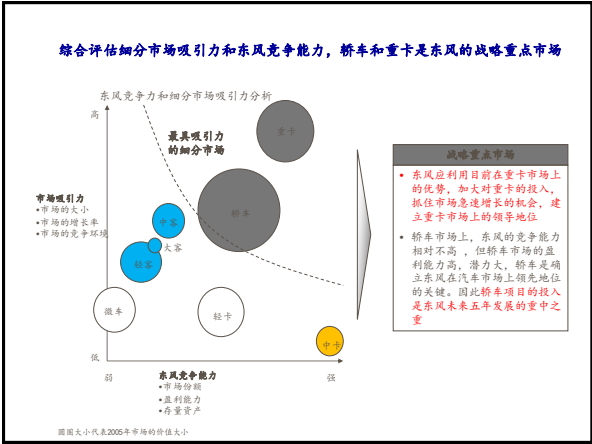 综合评估细分市场吸引力和东风竞争能力，轿车和重卡是东风的战略重点市场
东风竞争力和细分市场吸引力分析
高
最具吸引力
的细分市场
重卡
市场吸引力
•市场的大小
•市场的增长率
•市场的竞争环境
轿车
中客
大客
轻客
微车
轻卡
中卡
低
弱
强
东风竞争能力
•市场份额
•盈利能力
•存量资产
战略重点市场
• 东风应利用目前在重卡市场上
的优势，加大对重卡的投入，
抓住市场急速增长的机会，建
立重卡市场上的领导地位
• 轿车市场上，东风的竞争能力
相对不高 ，但轿车市场的盈
利能力高，潜力大，轿车是确
立东风在汽车市场上领先地位
的关键。因此轿车项目的投入
是东风未来五年发展的重中之
重
圆圈大小代表2005年市场的价值大小